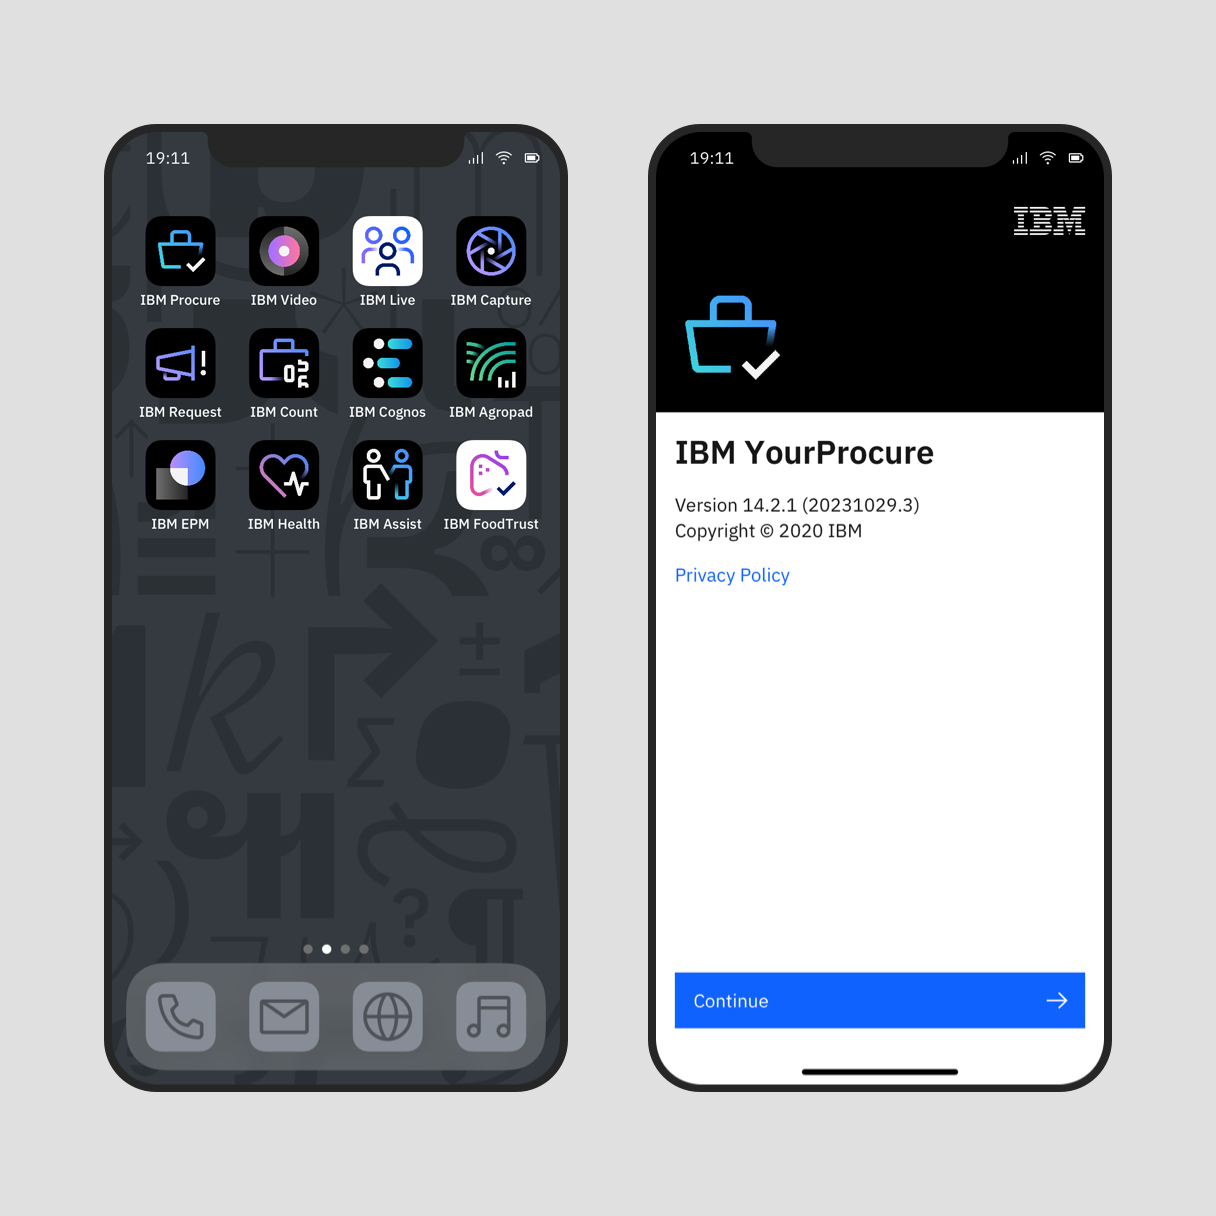 19:11
IBM Procure
IBM Video
IBM Live
IBM Capture
IBM Request
IBM Count
IBM Cognos
IBM Agropad
IBM EPM
IBM Health
IBM Assist
IBM FoodTrust
19:11
IBM
IBM YourProcure
Version 14.2.1 (20231029.3)
Copyright © 2020 IBM
Privacy Policy
Continue